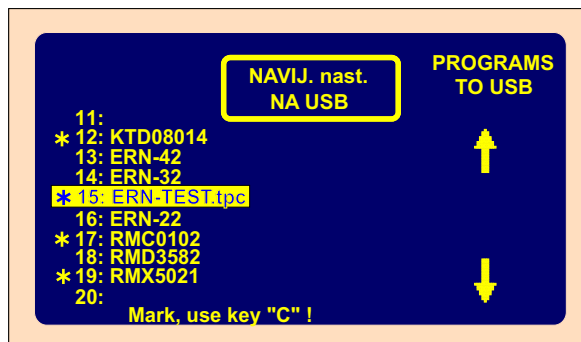 NAVIJ. nast.
NA USB
PROGRAMS
TO USB
11:
* 12: KTD08014
13: ERN-42
14: ERN-32
* 15: ERN-TEST.tpc
16: ERN-22
* 17: RMC0102
18: RMD3582
* 19: RMX5021
20:
Mark, use key "C" !